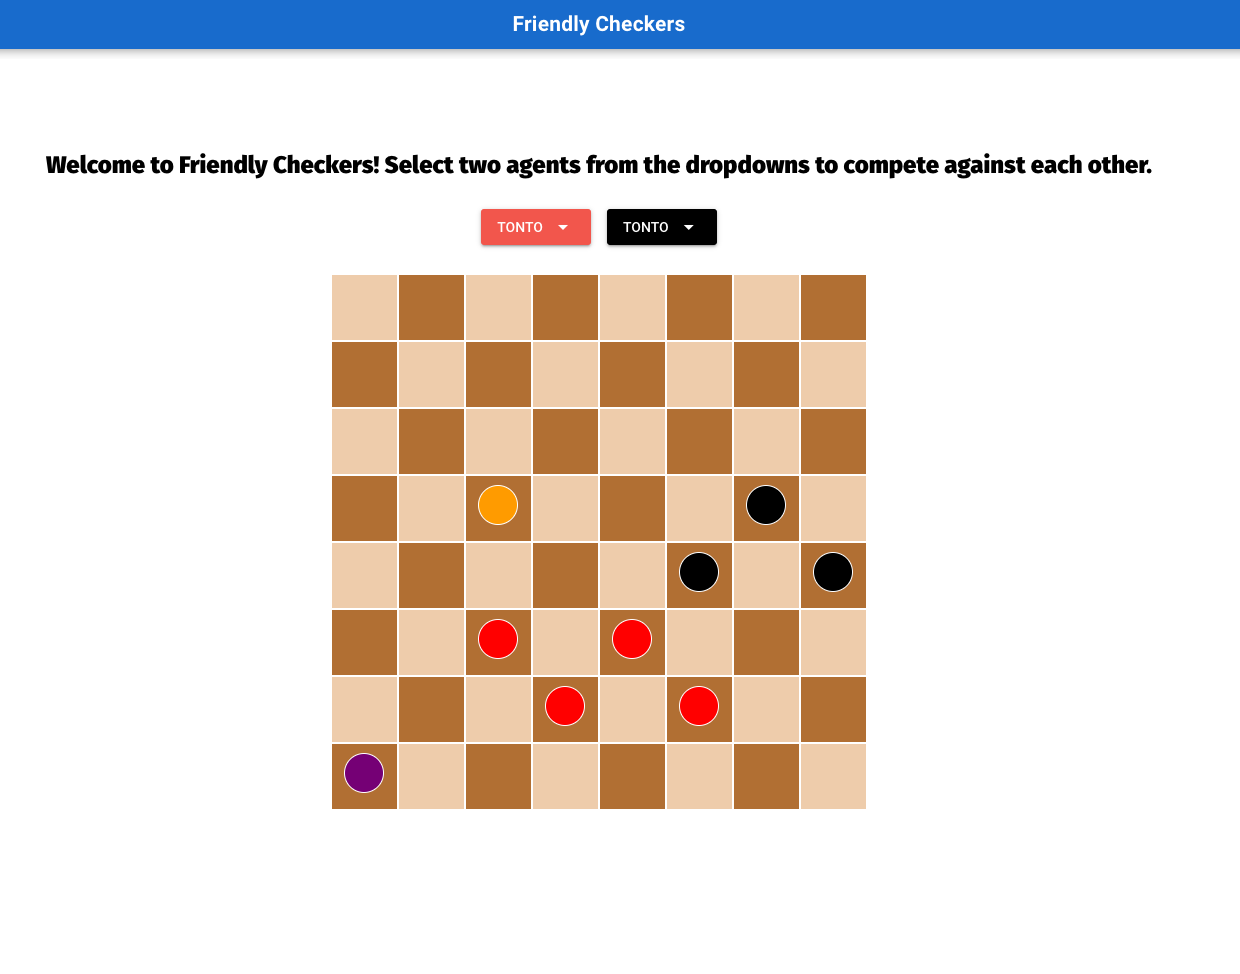 Friendly Checkers
Welcome to Friendly Checkers! Select two agents from the dropdowns to compete against each other.
TONTO
TONTO